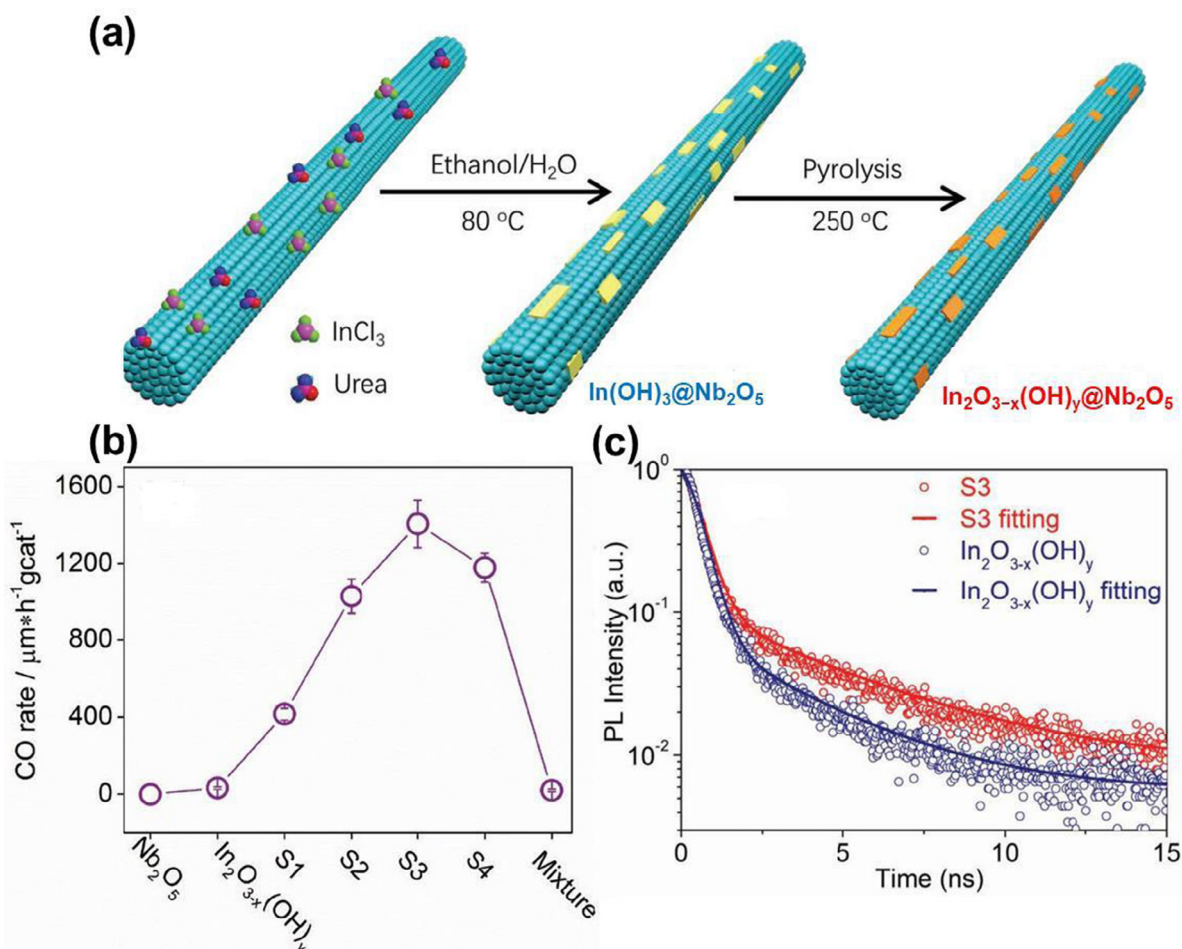 (a)
Ethanol/H₂O
80 °C
Pyrolysis
250 °C
InCl₃
Urea
In(OH)₃@Nb₂O₅
In₂O₃₋ₓ(OH)ᵧ@Nb₂O₅
(b)
CO rate / μm*h⁻¹gcat⁻¹
1600
1200
800
400
0
Nb₂O₅
In₂O₃₋ₓ(OH)ᵧ
S1
S2
S3
S4
Mixture
(c)
PL Intensity (a.u.)
10⁰
10⁻¹
10⁻²
S3
S3 fitting
In₂O₃₋ₓ(OH)ᵧ
In₂O₃₋ₓ(OH)ᵧ fitting
0
5
10
15
Time (ns)